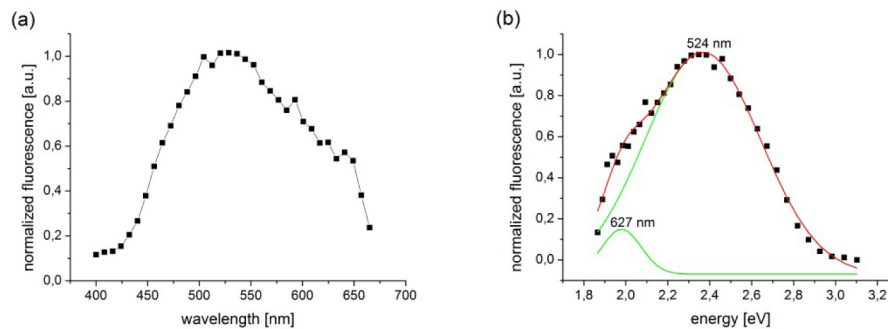 (a)
1,0
0,8
0,6
0,4
0,2
0,0
normalized fluorescence [a.u.]
400 450 500 550 600 650 700
wavelength [nm]
(b)
524 nm
1,0
0,8
0,6
0,4
0,2
0,0
normalized fluorescence [a.u.]
627 nm
1,8 2,0 2,2 2,4 2,6 2,8 3,0 3,2
energy [eV]